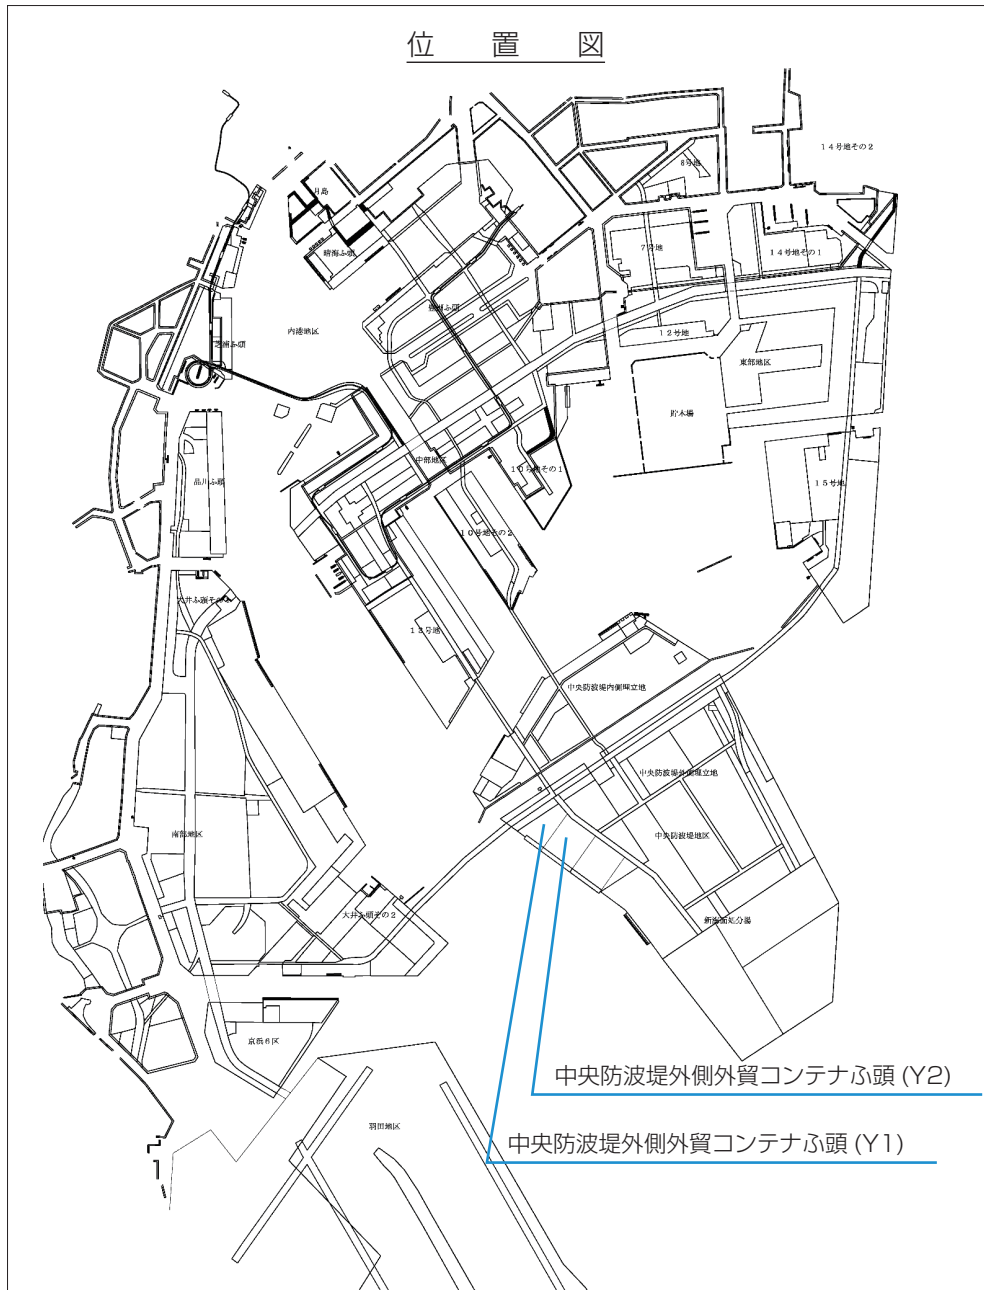 位置図
14号地その2
8号地
月島
7号地
14号地その1
晴海ふ頭
豊洲ふ頭
内港地区
12号地
芝浦ふ頭
東部地区
貯木場
中部地区
10号地その1
品川ふ頭
15号地
10号地その2
大井ふ頭その1
13号地
中央防波堤内側埋立地
中央防波堤外側埋立地
南部地区
中央防波堤地区
大井ふ頭その2
新海面処分場
京浜6区
中央防波堤外側外貿コンテナふ頭 (Y2)
羽田地区
中央防波堤外側外貿コンテナふ頭 (Y1)